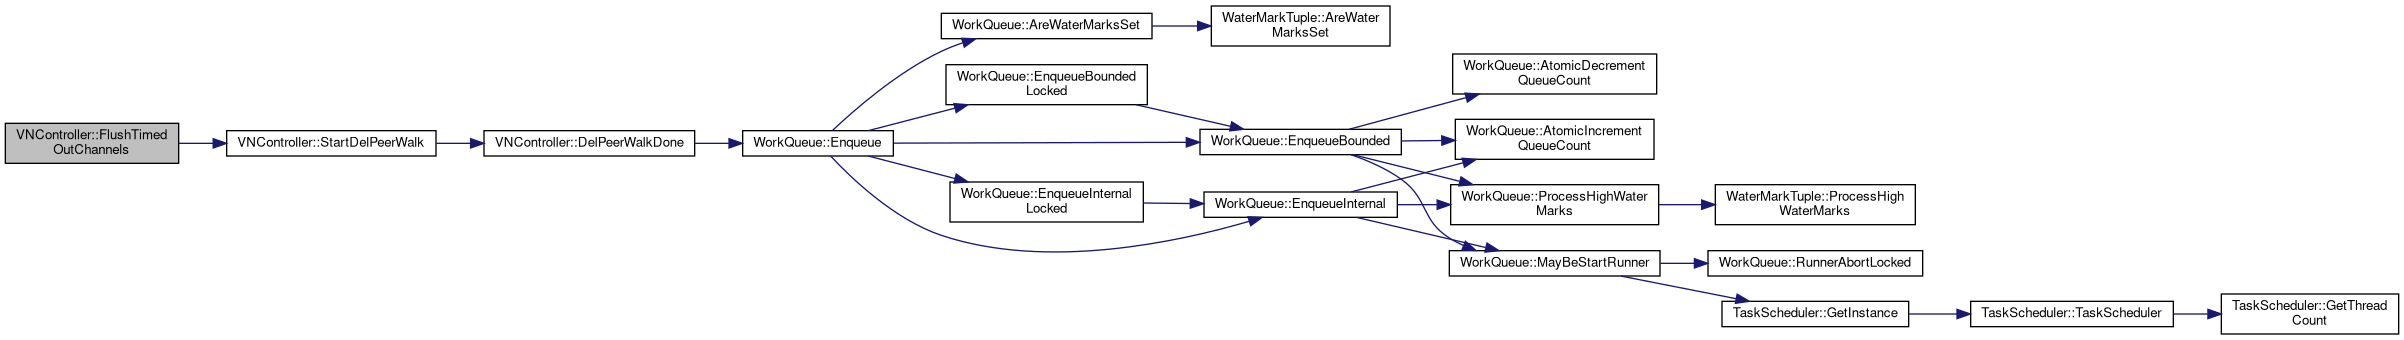 VNController::FlushTimed
OutChannels
VNController::StartDelPeerWalk
VNController::DelPeerWalkDone
WorkQueue::Enqueue
WorkQueue::AreWaterMarksSet
WaterMarkTuple::AreWater
MarksSet
WorkQueue::EnqueueBounded
Locked
WorkQueue::EnqueueBounded
WorkQueue::AtomicDecrement
QueueCount
WorkQueue::AtomicIncrement
QueueCount
WorkQueue::EnqueueInternal
Locked
WorkQueue::EnqueueInternal
WorkQueue::ProcessHighWater
Marks
WaterMarkTuple::ProcessHigh
WaterMarks
WorkQueue::MayBeStartRunner
WorkQueue::RunnerAbortLocked
TaskScheduler::GetInstance
TaskScheduler::TaskScheduler
TaskScheduler::GetThread
Count